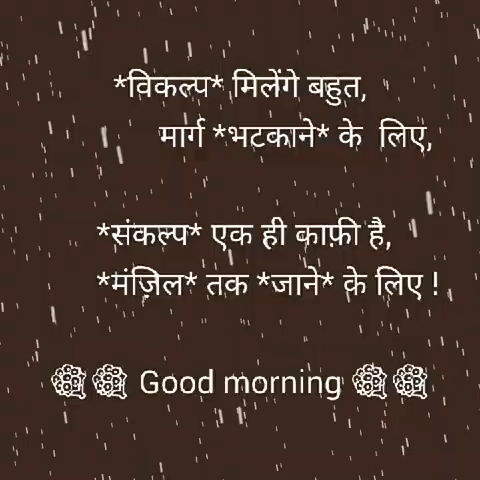 *विकल्प* मिलेंगे बहुत,
मार्ग *भटकाने* के लिए,
*संकल्प* एक ही काफ़ी है,
*मंज़िल* तक *जाने* के लिए !
💐💐 Good morning 💐💐